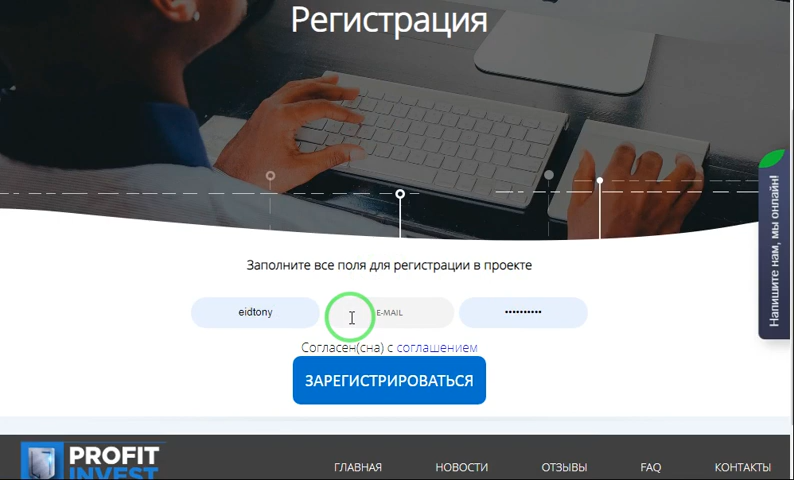 Регистрация
Напишите нам, мы онлайн!
Заполните все поля для регистрации в проекте
eidtony
E-MAIL
••••••••••
Согласен(сна) с соглашением
ЗАРЕГИСТРИРОВАТЬСЯ
PROFIT
INVEST
ГЛАВНАЯ
НОВОСТИ
ОТЗЫВЫ
FAQ
КОНТАКТЫ